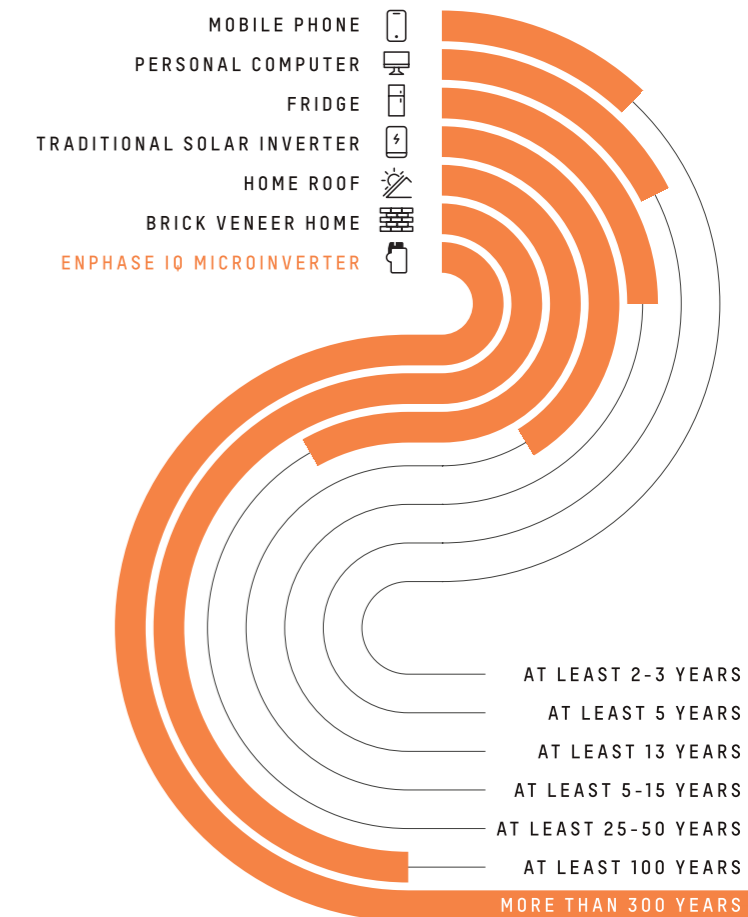 MOBILE PHONE
PERSONAL COMPUTER
FRIDGE
TRADITIONAL SOLAR INVERTER
HOME ROOF
BRICK VENEER HOME
ENPHASE IQ MICROINVERTER
AT LEAST 2-3 YEARS
AT LEAST 5 YEARS
AT LEAST 13 YEARS
AT LEAST 5-15 YEARS
AT LEAST 25-50 YEARS
AT LEAST 100 YEARS
MORE THAN 300 YEARS